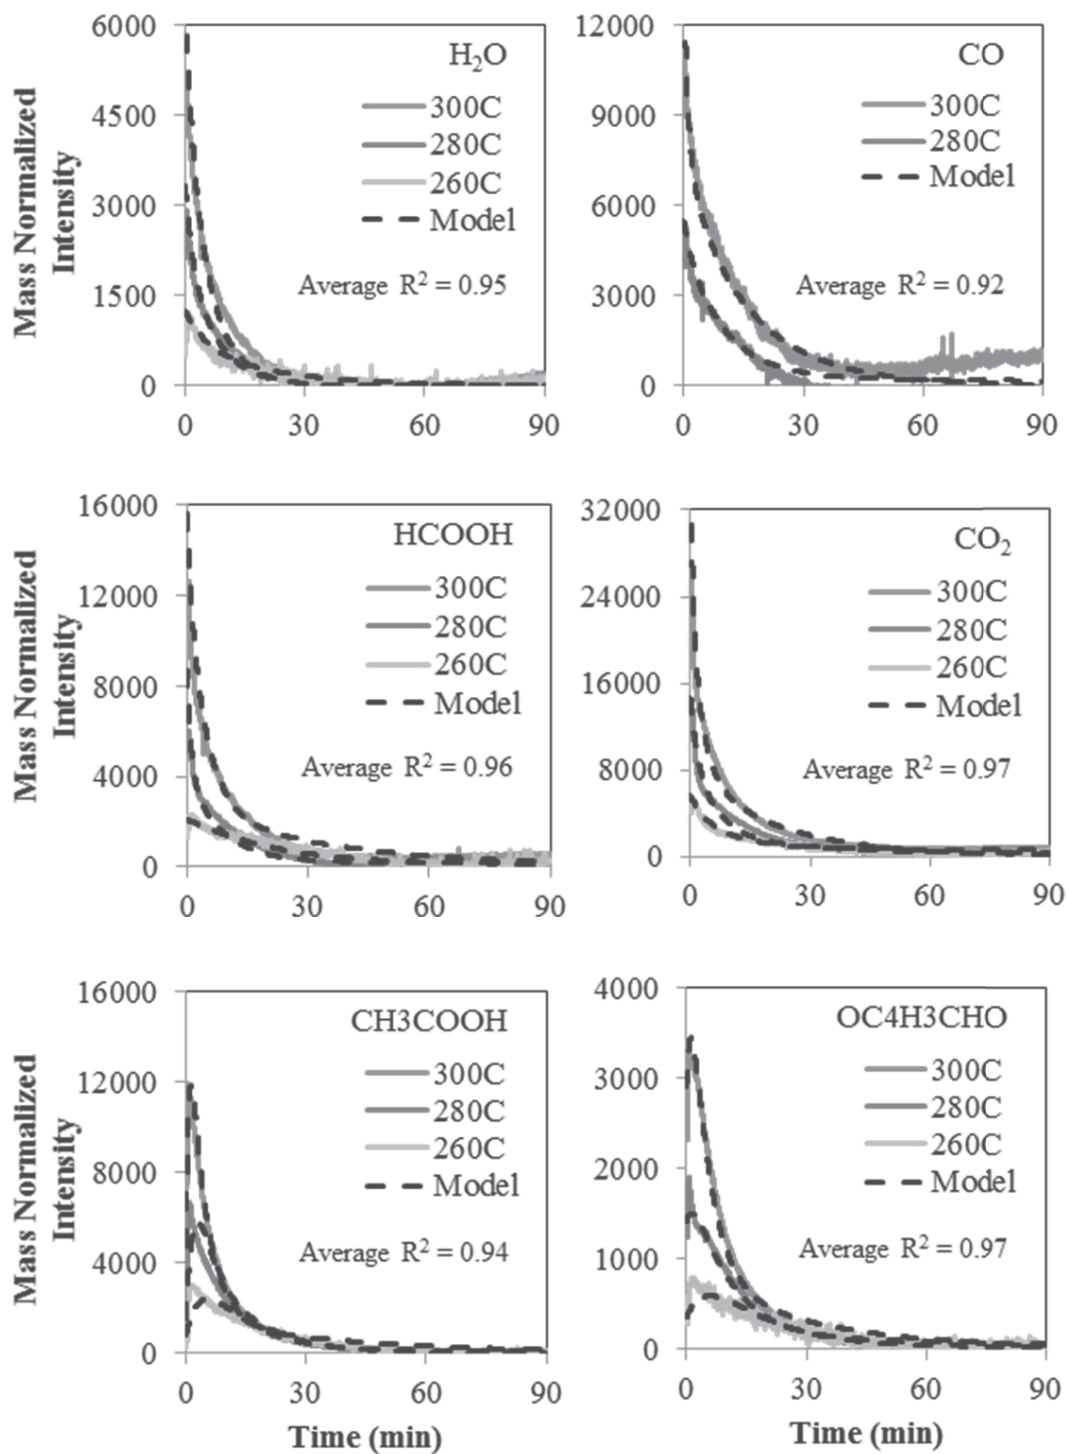 Mass Normalized
Intensity
6000
4500
3000
1500
0
0 30 60 90
H₂O
300C
280C
260C
Model
Average R² = 0.95
12000
9000
6000
3000
0
0 30 60 90
CO
300C
280C
Model
Average R² = 0.92
Mass Normalized
Intensity
16000
12000
8000
4000
0
0 30 60 90
HCOOH
300C
280C
260C
Model
Average R² = 0.96
32000
24000
16000
8000
0
0 30 60 90
CO₂
300C
280C
260C
Model
Average R² = 0.97
Mass Normalized
Intensity
16000
12000
8000
4000
0
0 30 60 90
Time (min)
CH3COOH
300C
280C
260C
Model
Average R² = 0.94
4000
3000
2000
1000
0
0 30 60 90
Time (min)
OC4H3CHO
300C
280C
260C
Model
Average R² = 0.97